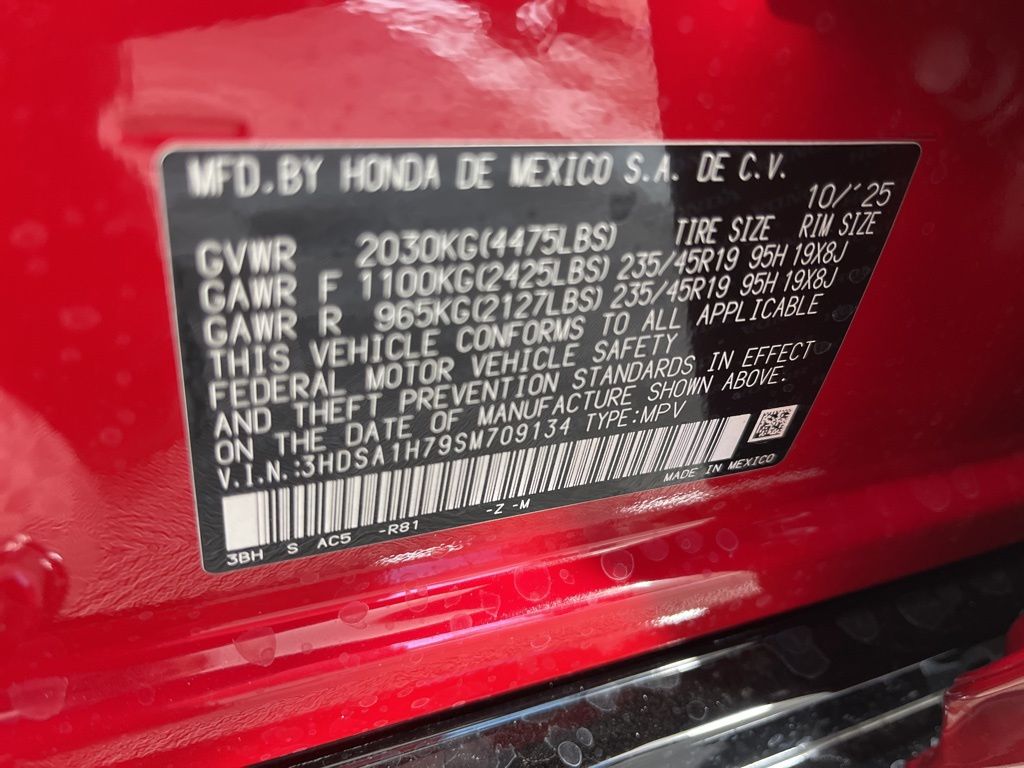 MFD.BY HONDA DE MEXICO S.A. DE C.V.
10/'25
GVWR 2030KG(4475LBS) TIRE SIZE RIM SIZE
GAWR F 1100KG(2425LBS) 235/45R19 95H 19X8J
GAWR R 965KG(2127LBS) 235/45R19 95H 19X8J
THIS VEHICLE CONFORMS TO ALL APPLICABLE
FEDERAL MOTOR VEHICLE SAFETY
AND THEFT PREVENTION STANDARDS IN EFFECT
ON THE DATE OF MANUFACTURE SHOWN ABOVE.
V.I.N.:3HDSA1H79SM709134 TYPE:MPV
MADE IN MEXICO
3BH S AC5 -R81 -Z -M